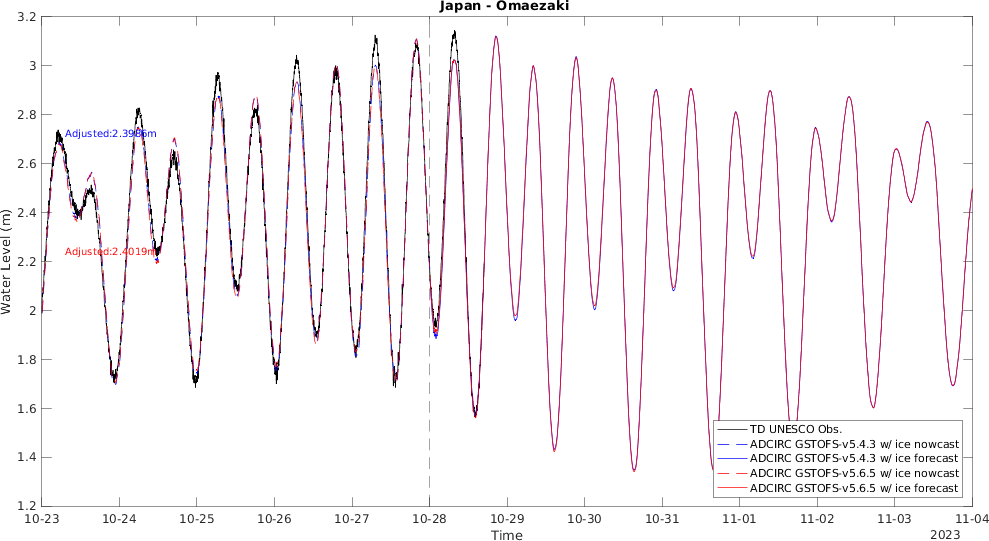 Japan - Omaezaki
3.2
3
2.8
2.6
2.4
2.2
2
1.8
1.6
1.4
1.2
Water Level (m)
Adjusted:2.3986m
Adjusted:2.4019m
TD UNESCO Obs.
ADCIRC GSTOFS-v5.4.3 w/ ice nowcast
ADCIRC GSTOFS-v5.4.3 w/ ice forecast
ADCIRC GSTOFS-v5.6.5 w/ ice nowcast
ADCIRC GSTOFS-v5.6.5 w/ ice forecast
10-23 10-24 10-25 10-26 10-27 10-28 10-29 10-30 10-31 11-01 11-02 11-03 11-04
Time
2023